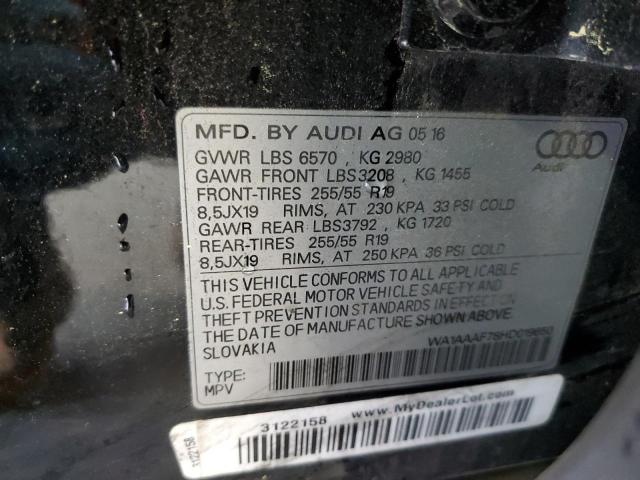 MFD. BY AUDI AG 05 16
GVWR LBS 6570 , KG 2980
GAWR FRONT LBS3208 , KG 1455
FRONT-TIRES 255/55 R19
8,5JX19 RIMS, AT 230 KPA 33 PSI COLD
GAWR REAR LBS3792 , KG 1720
REAR-TIRES 255/55 R19
8,5JX19 RIMS, AT 250 KPA 36 PSI COLD
Audi
THIS VEHICLE CONFORMS TO ALL APPLICABLE
U.S. FEDERAL MOTOR VEHICLE SAFETY AND
THEFT PREVENTION STANDARDS IN EFFECT ON
THE DATE OF MANUFACTURE SHOWN ABOVE.
SLOVAKIA
TYPE:
MPV
3122158
www.MyDealerLot.com
3122158